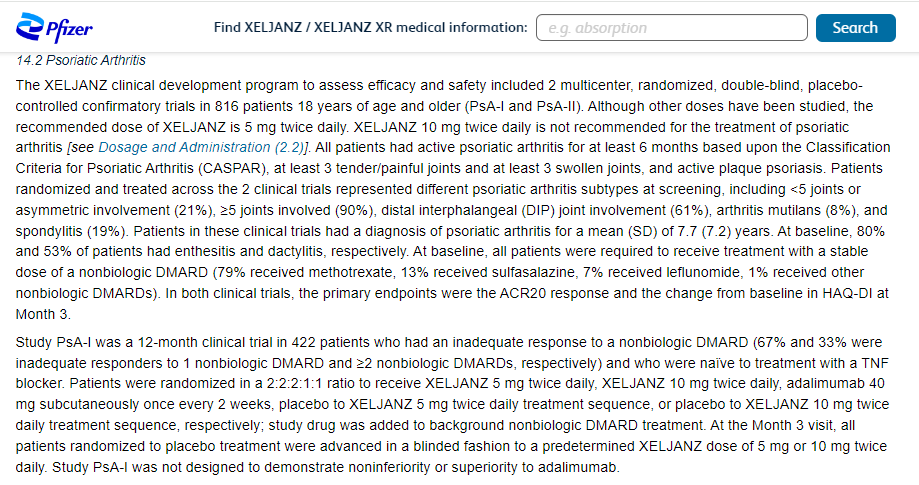 Pfizer
Find XELJANZ / XELJANZ XR medical information:
e.g. absorption
Search
14.2 Psoriatic Arthritis
The XELJANZ clinical development program to assess efficacy and safety included 2 multicenter, randomized, double-blind, placebo-
controlled confirmatory trials in 816 patients 18 years of age and older (PsA-I and PsA-II). Although other doses have been studied, the
recommended dose of XELJANZ is 5 mg twice daily. XELJANZ 10 mg twice daily is not recommended for the treatment of psoriatic
arthritis [see Dosage and Administration (2.2)]. All patients had active psoriatic arthritis for at least 6 months based upon the Classification
Criteria for Psoriatic Arthritis (CASPAR), at least 3 tender/painful joints and at least 3 swollen joints, and active plaque psoriasis. Patients
randomized and treated across the 2 clinical trials represented different psoriatic arthritis subtypes at screening, including <5 joints or
asymmetric involvement (21%), ≥5 joints involved (90%), distal interphalangeal (DIP) joint involvement (61%), arthritis mutilans (8%), and
spondylitis (19%). Patients in these clinical trials had a diagnosis of psoriatic arthritis for a mean (SD) of 7.7 (7.2) years. At baseline, 80%
and 53% of patients had enthesitis and dactylitis, respectively. At baseline, all patients were required to receive treatment with a stable
dose of a nonbiologic DMARD (79% received methotrexate, 13% received sulfasalazine, 7% received leflunomide, 1% received other
nonbiologic DMARDs). In both clinical trials, the primary endpoints were the ACR20 response and the change from baseline in HAQ-DI at
Month 3.
Study PsA-I was a 12-month clinical trial in 422 patients who had an inadequate response to a nonbiologic DMARD (67% and 33% were
inadequate responders to 1 nonbiologic DMARD and ≥2 nonbiologic DMARDs, respectively) and who were naïve to treatment with a TNF
blocker. Patients were randomized in a 2:2:2:1:1 ratio to receive XELJANZ 5 mg twice daily, XELJANZ 10 mg twice daily, adalimumab 40
mg subcutaneously once every 2 weeks, placebo to XELJANZ 5 mg twice daily treatment sequence, or placebo to XELJANZ 10 mg twice
daily treatment sequence, respectively; study drug was added to background nonbiologic DMARD treatment. At the Month 3 visit, all
patients randomized to placebo treatment were advanced in a blinded fashion to a predetermined XELJANZ dose of 5 mg or 10 mg twice
daily. Study PsA-I was not designed to demonstrate noninferiority or superiority to adalimumab.